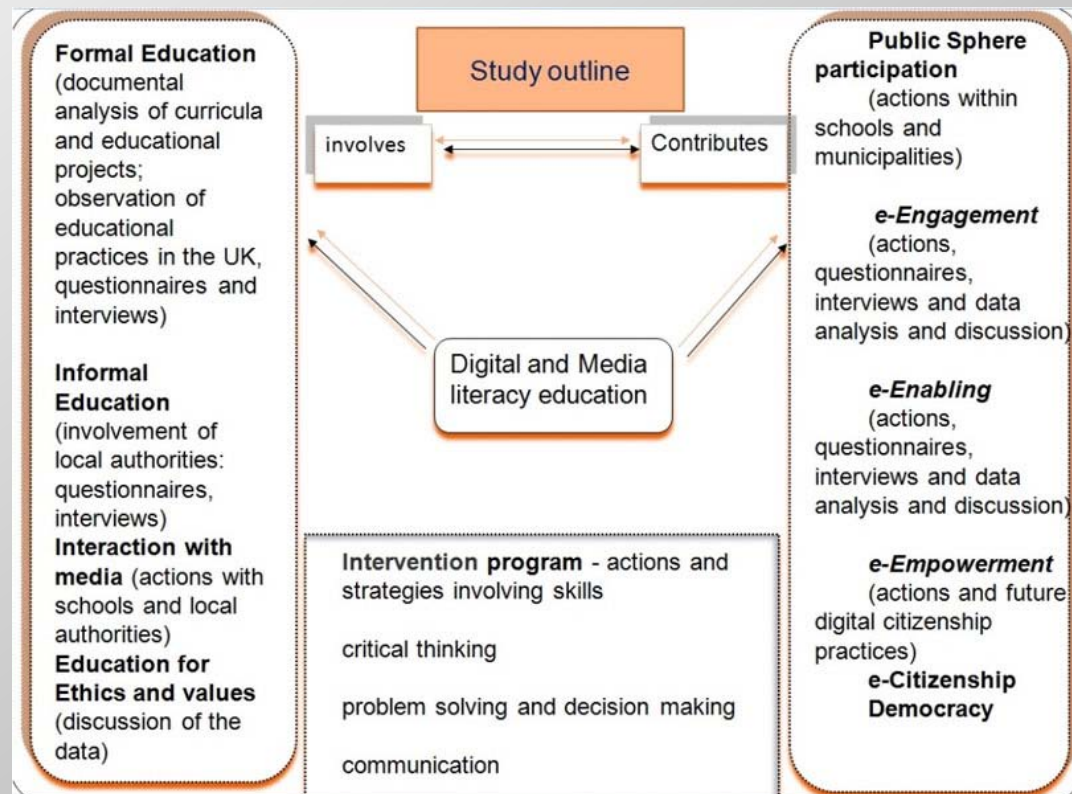 Study outline
involves
Contributes
Formal Education
(documental
analysis of curricula
and educational
projects;
observation of
educational
practices in the UK,
questionnaires and
interviews)
Informal
Education
(involvement of
local authorities:
questionnaires,
interviews)
Interaction with
media (actions with
schools and local
authorities)
Education for
Ethics and values
(discussion of the
data)
Digital and Media
literacy education
Intervention program - actions and
strategies involving skills
critical thinking
problem solving and decision making
communication
Public Sphere
participation
(actions within
schools and
municipalities)
e-Engagement
(actions,
questionnaires,
interviews and data
analysis and discussion)
e-Enabling
(actions,
questionnaires,
interviews and data
analysis and discussion)
e-Empowerment
(actions and future
digital citizenship
practices)
e-Citizenship
Democracy